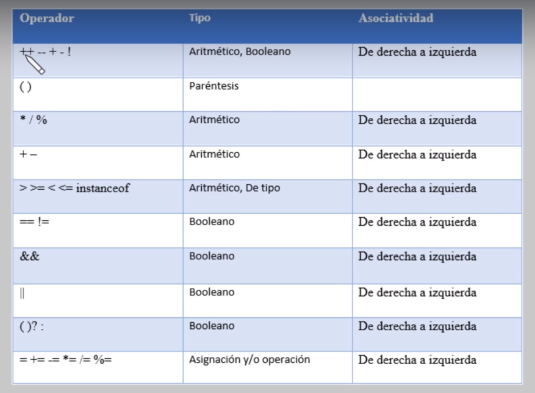 Operador Tipo Asociatividad
++ -- + - ! Aritmético, Booleano De derecha a izquierda
( ) Paréntesis
* / % Aritmético De derecha a izquierda
+ – Aritmético De derecha a izquierda
> >= < <= instanceof Aritmético, De tipo De derecha a izquierda
== != Booleano De derecha a izquierda
&& Booleano De derecha a izquierda
|| Booleano De derecha a izquierda
( )? : Booleano De derecha a izquierda
= += -= *= /= %= Asignación y/o operación De derecha a izquierda